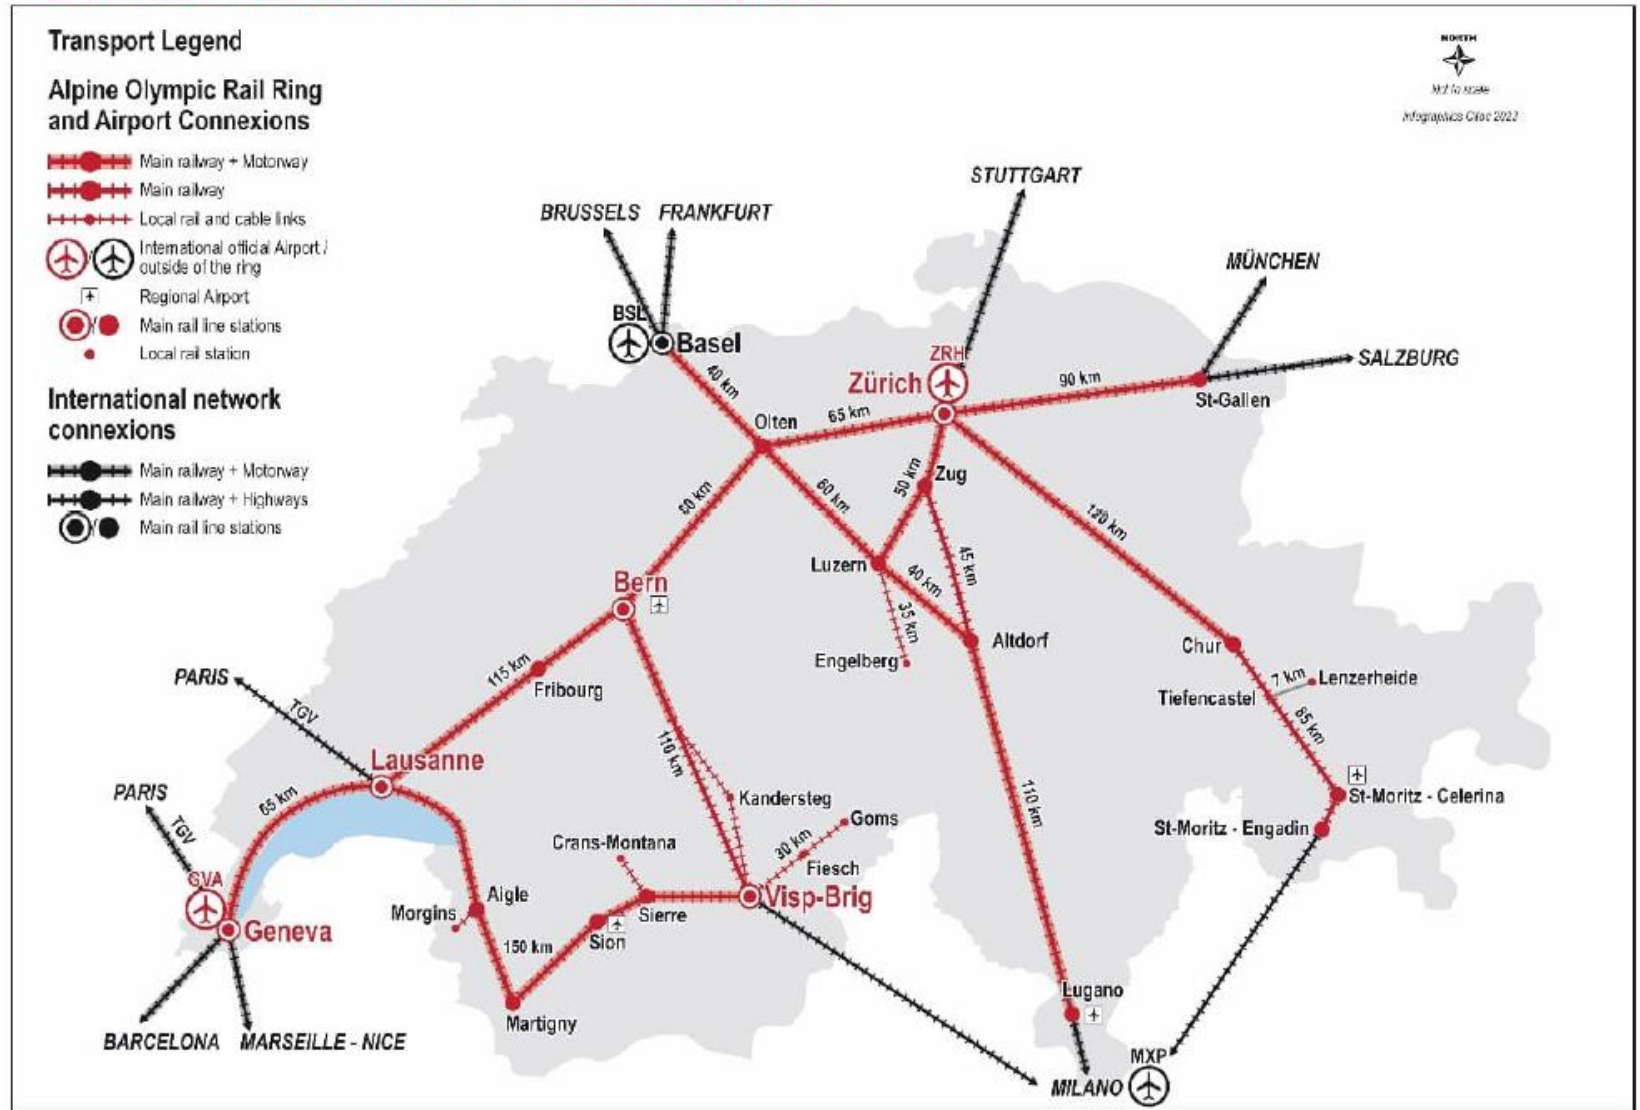 Transport Legend
Alpine Olympic Rail Ring
and Airport Connexions
Main railway + Motorway
Main railway
Local rail and cable links
International official Airport /
outside of the ring
Regional Airport
Main rail line stations
Local rail station
International network
connexions
Main railway + Motorway
Main railway + Highways
Main rail line stations
NORTH
Not to scale
Infographics Citec 2022
STUTTGART
BRUSSELS
FRANKFURT
MÜNCHEN
BSL
Basel
ZRH
Zürich
SALZBURG
40 km
90 km
St-Gallen
65 km
Olten
50 km
Zug
60 km
120 km
Luzern
45 km
40 km
35 km
Bern
Altdorf
Chur
Engelberg
115 km
Fribourg
PARIS
TGV
7 km
Lenzerheide
Tiefencastel
85 km
Lausanne
110 km
PARIS
TGV
65 km
Kandersteg
110 km
St-Moritz - Celerina
Goms
St-Moritz - Engadin
Crans-Montana
30 km
Fiesch
GVA
Geneva
Aigle
Morgins
Sierre
Visp-Brig
Sion
150 km
Martigny
Lugano
BARCELONA
MARSEILLE - NICE
MXP
MILANO